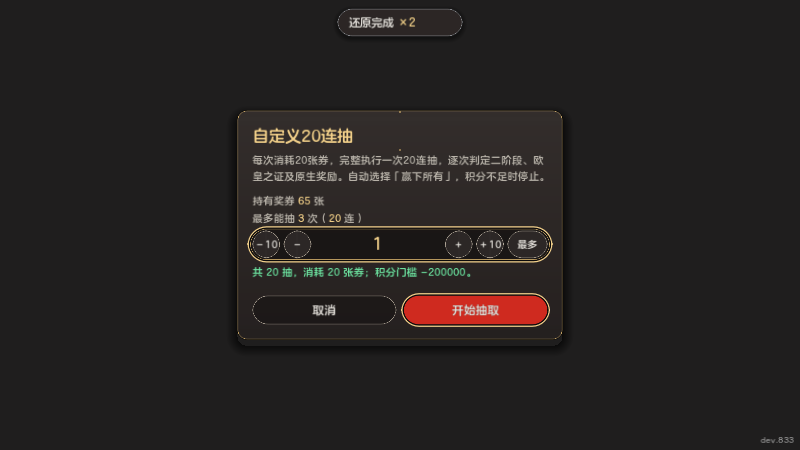 还原完成 ×2
自定义20连抽
每次消耗20张券，完整执行一次20连抽，逐次判定二阶段、欧
皇之证及原生奖励。自动选择「赢下所有」，积分不足时停止。
持有奖券 65 张
最多能抽 3 次（20 连）
−10 − 1 + +10 最多
共 20 抽，消耗 20 张券；积分门槛 −200000。
取消 开始抽取
dev.833